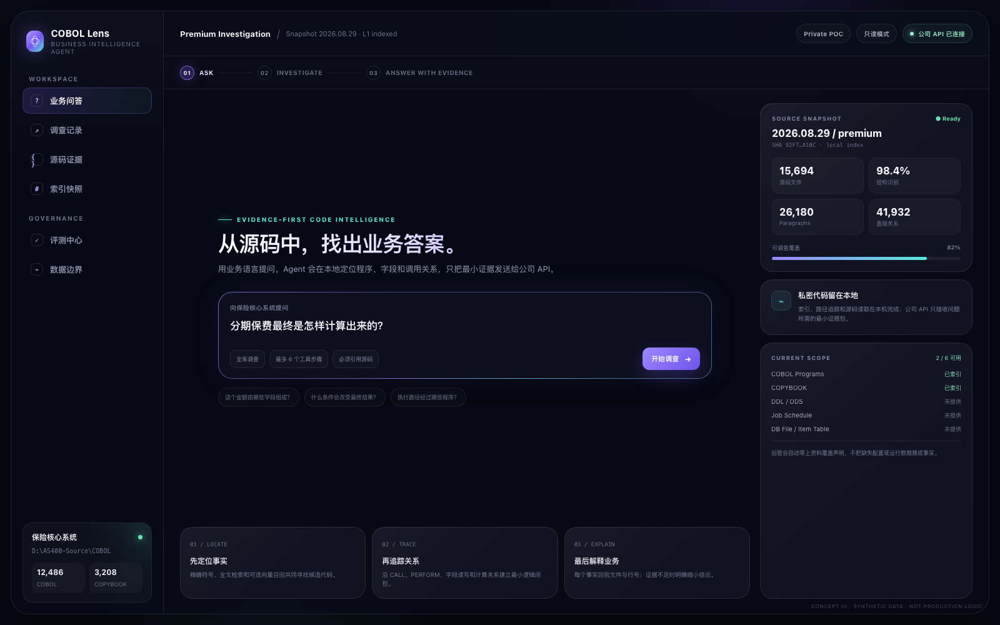 COBOL Lens
BUSINESS INTELLIGENCE
AGENT
WORKSPACE
? 业务问答
↗ 调查记录
{ } 源码证据
# 索引快照
GOVERNANCE
✓ 评测中心
⌁ 数据边界
保险核心系统
D:\AS400-Source\COBOL
12,486
COBOL
3,208
COPYBOOK
Premium Investigation / Snapshot 2026.08.29 · L1 indexed
Private POC
只读模式
公司 API 已连接
01 ASK
02 INVESTIGATE
03 ANSWER WITH EVIDENCE
EVIDENCE-FIRST CODE INTELLIGENCE
从源码中，找出业务答案。
用业务语言提问。Agent 会在本地定位程序、字段和调用关系，只把最小证据发送给公司 API。
向保险核心系统提问
分期保费最终是怎样计算出来的?
全库调查
最多 6 个工具步骤
必须引用源码
开始调查 →
这个金额由哪些字段组成?
什么条件会改变最终结果?
执行路径经过哪些程序?
01 / LOCATE
先定位事实
精确符号、全文检索和可选向量召回共同寻找候选代码。
02 / TRACE
再追踪关系
沿 CALL、PERFORM、字段读写和计算关系建立最小逻辑闭
包。
03 / EXPLAIN
最后解释业务
每个事实回到文件与行号；证据不足时明确缩小结论。
SOURCE SNAPSHOT
Ready
2026.08.29 / premium
SHA 92F7…A10C · local index
15,694
源码文件
98.4%
结构识别
26,180
Paragraphs
41,932
直接关系
可调查覆盖
82%
⌁
私密代码留在本地
索引、路径追踪和源码读取在本机完成；公司 API 只接收问题
所需的最小证据包。
CURRENT SCOPE
2 / 6 可用
COBOL Programs 已索引
COPYBOOK 已索引
DDL / DDS 未提供
Job Schedule 未提供
DB File / Item Table 未提供
回答会自动带上资料覆盖声明，不把缺失配置或运行数据猜成事实。
CONCEPT UI · SYNTHETIC DATA · NOT PRODUCTION LOGIC